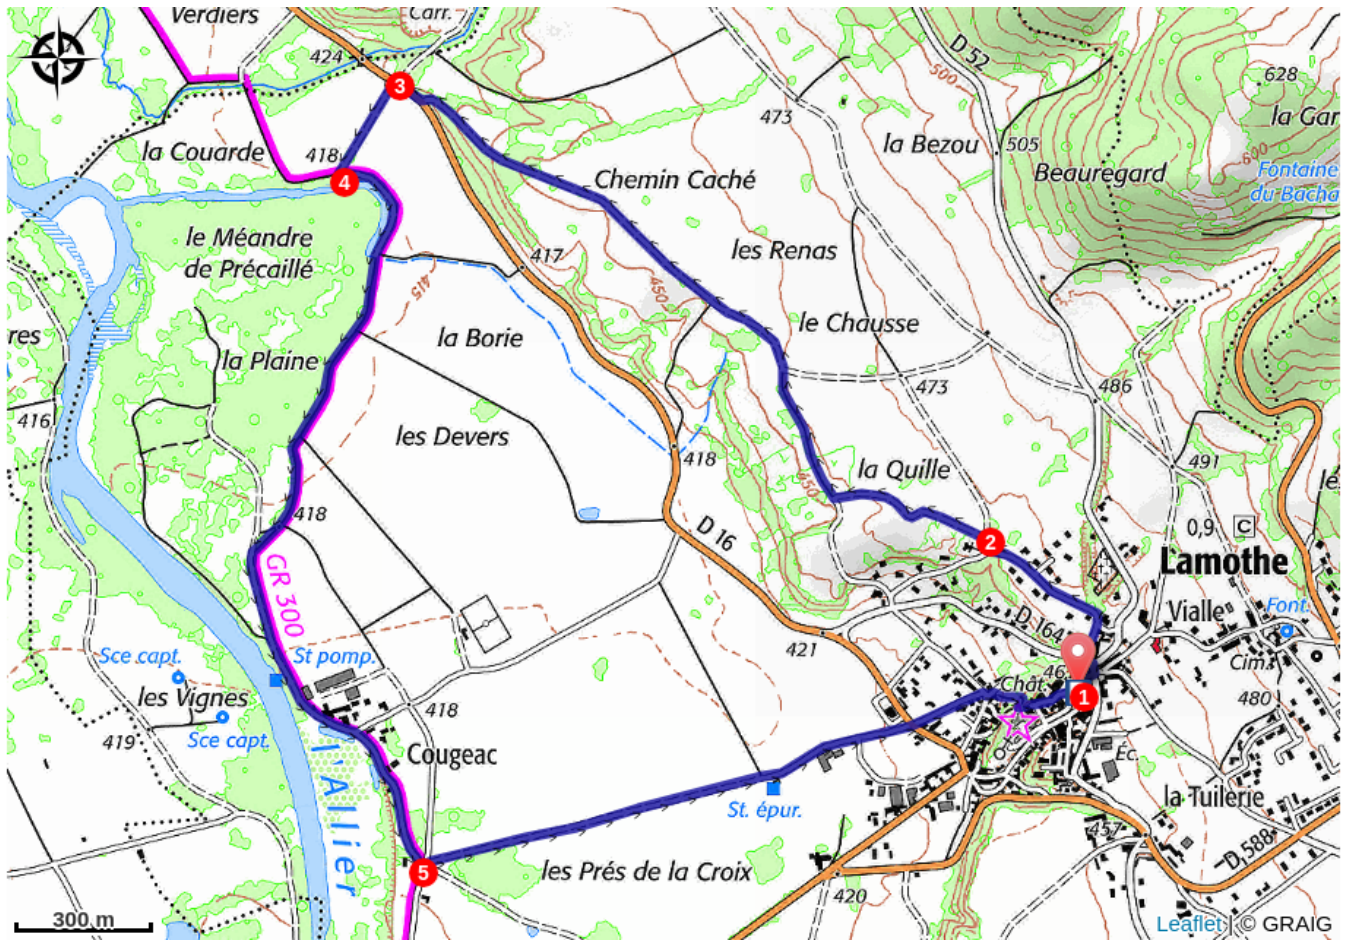 Verdiers
Carr.
424
3
D 52
500
628
la Gar
473
la Bezou
505
la Couarde
418
4
Chemin Caché
Beauregard
600
Fontaine
du Bacha
le Méandre
de Précaillé
les Renas
417
415
450
le Chausse
res
la Borie
la Plaine
473
486
416
les Devers
418
450
la Quille
491
lé
418
D 16
2
0,9 C
Lamothe
GR 300
D 164
Vialle
Font.
421
Sce capt.
St pomp.
46
Cim.
les Vignes
Chât.
1
480
418
Sce capt.
419
Cougeac
Éc.
l'Allier
St. épur.
la Tuilerie
457
D 588
5
les Prés de la Croix
420
300 m
Leaflet | © GRAIG